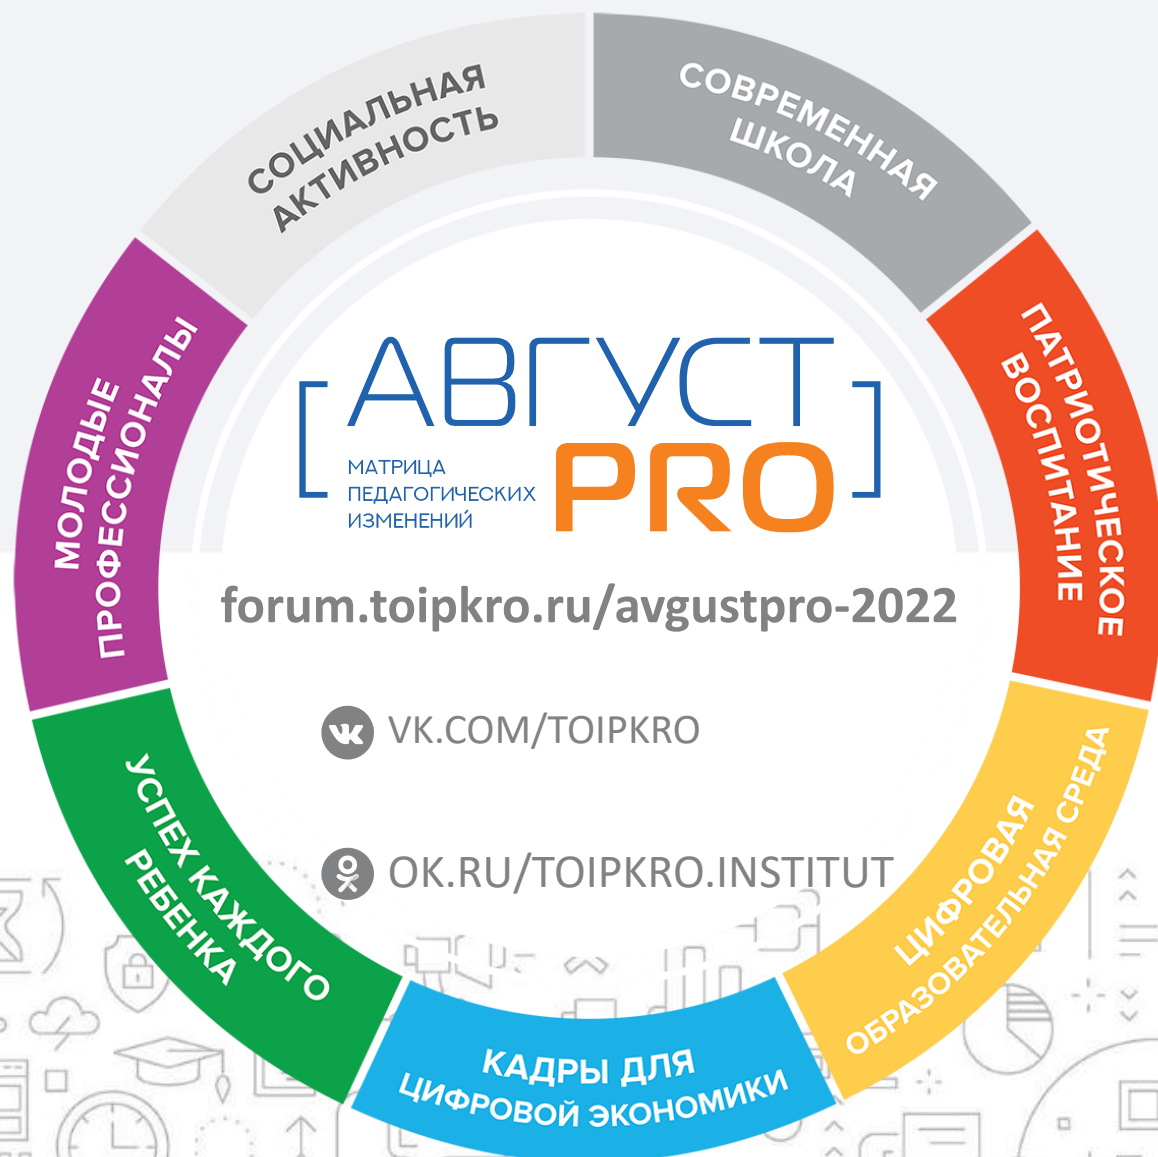 СОЦИАЛЬНАЯ
АКТИВНОСТЬ
СОВРЕМЕННАЯ
ШКОЛА
ПАТРИОТИЧЕСКОЕ
ВОСПИТАНИЕ
ЦИФРОВАЯ
ОБРАЗОВАТЕЛЬНАЯ СРЕДА
КАДРЫ ДЛЯ
ЦИФРОВОЙ ЭКОНОМИКИ
УСПЕХ КАЖДОГО
РЕБЕНКА
МОЛОДЫЕ
ПРОФЕССИОНАЛЫ
[АВГУСТ
PRO]
МАТРИЦА
ПЕДАГОГИЧЕСКИХ
ИЗМЕНЕНИЙ
forum.toipkro.ru/avgustpro-2022
VK.COM/TOIPKRO
OK.RU/TOIPKRO.INSTITUT